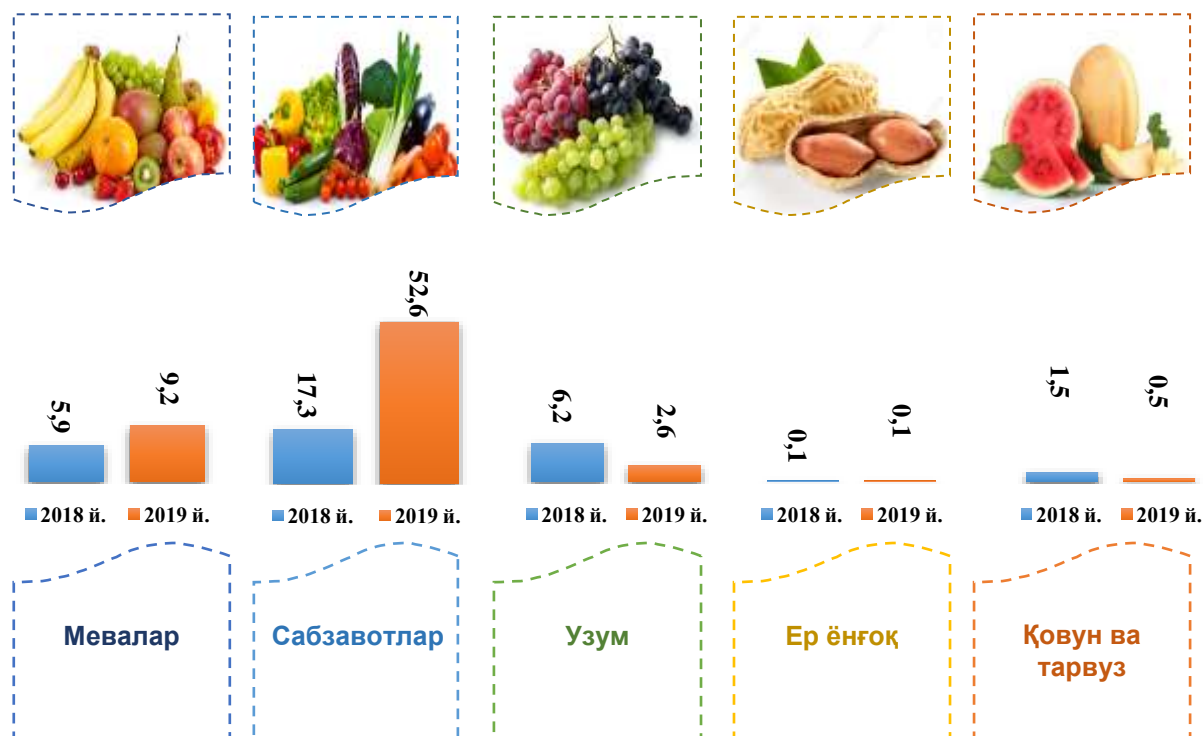 5,9
9,2
17,3
52,6
6,2
2,6
0,1
0,1
1,5
0,5
2018 й. 2019 й.
2018 й. 2019 й.
2018 й. 2019 й.
2018 й. 2019 й.
2018 й. 2019 й.
Мевалар
Сабзавотлар
Узум
Ер ёнғоқ
Қовун ва
тарвуз